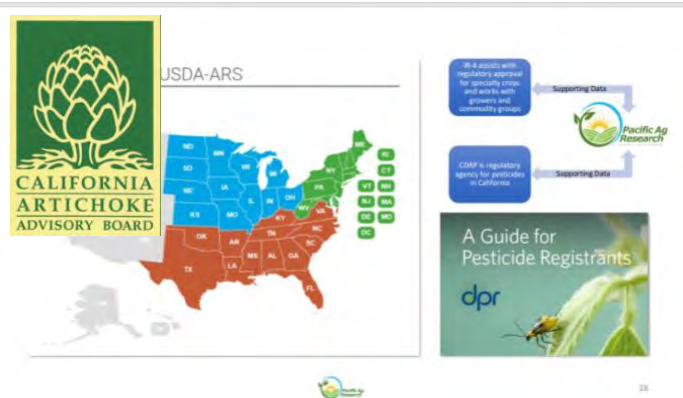 CALIFORNIA
ARTICHOKE
ADVISORY BOARD
USDA-ARS
ND
MN
SD
WI
MI
NE
IA
IL
IN
OH
KS
MO
ME
NY
PA
WV
RI
CT
VT
NH
NJ
MA
DE
MD
DC
KY
VA
OK
AR
TN
NC
SC
TX
LA
MS
AL
GA
FL
IR-4 assists with
regulatory approval
for specialty crops
and works with
growers and
commodity groups
Supporting Data
Pacific Ag
Research
CDRP is regulatory
agency for pesticides
in California
Supporting Data
A Guide for
Pesticide Registrants
dpr